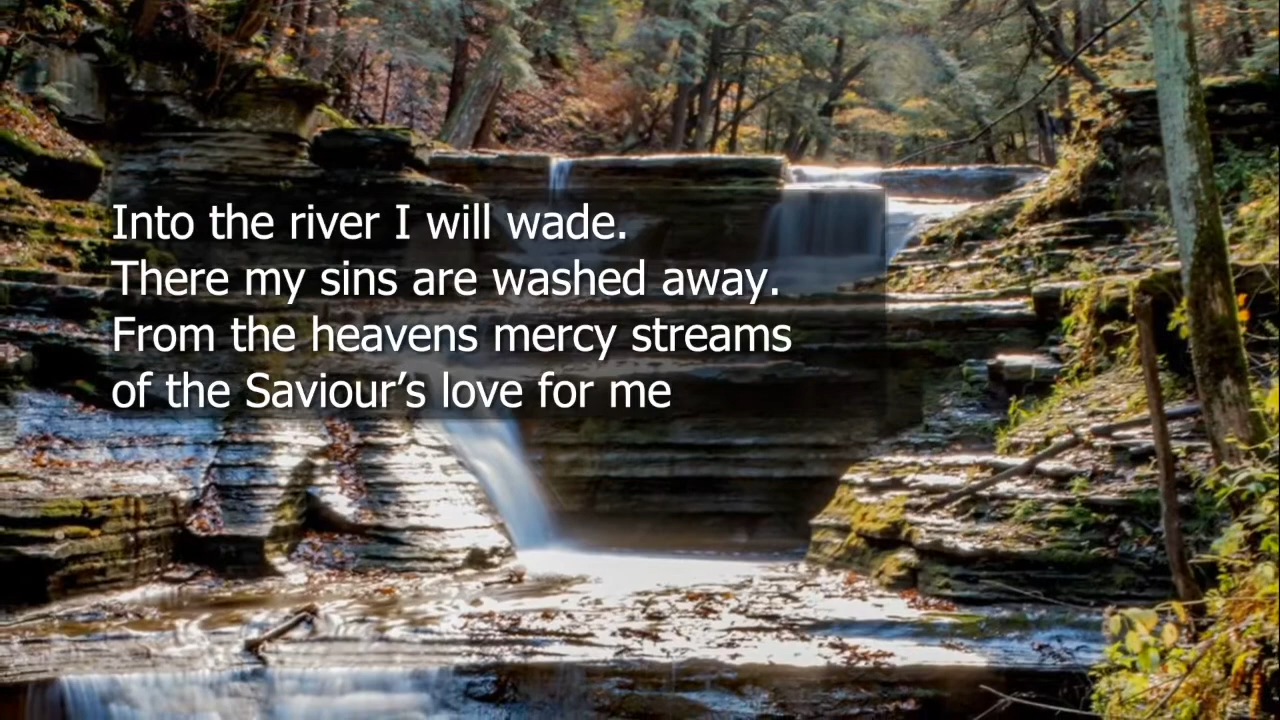 Into the river I will wade.
There my sins are washed away.
From the heavens mercy streams
of the Saviour’s love for me